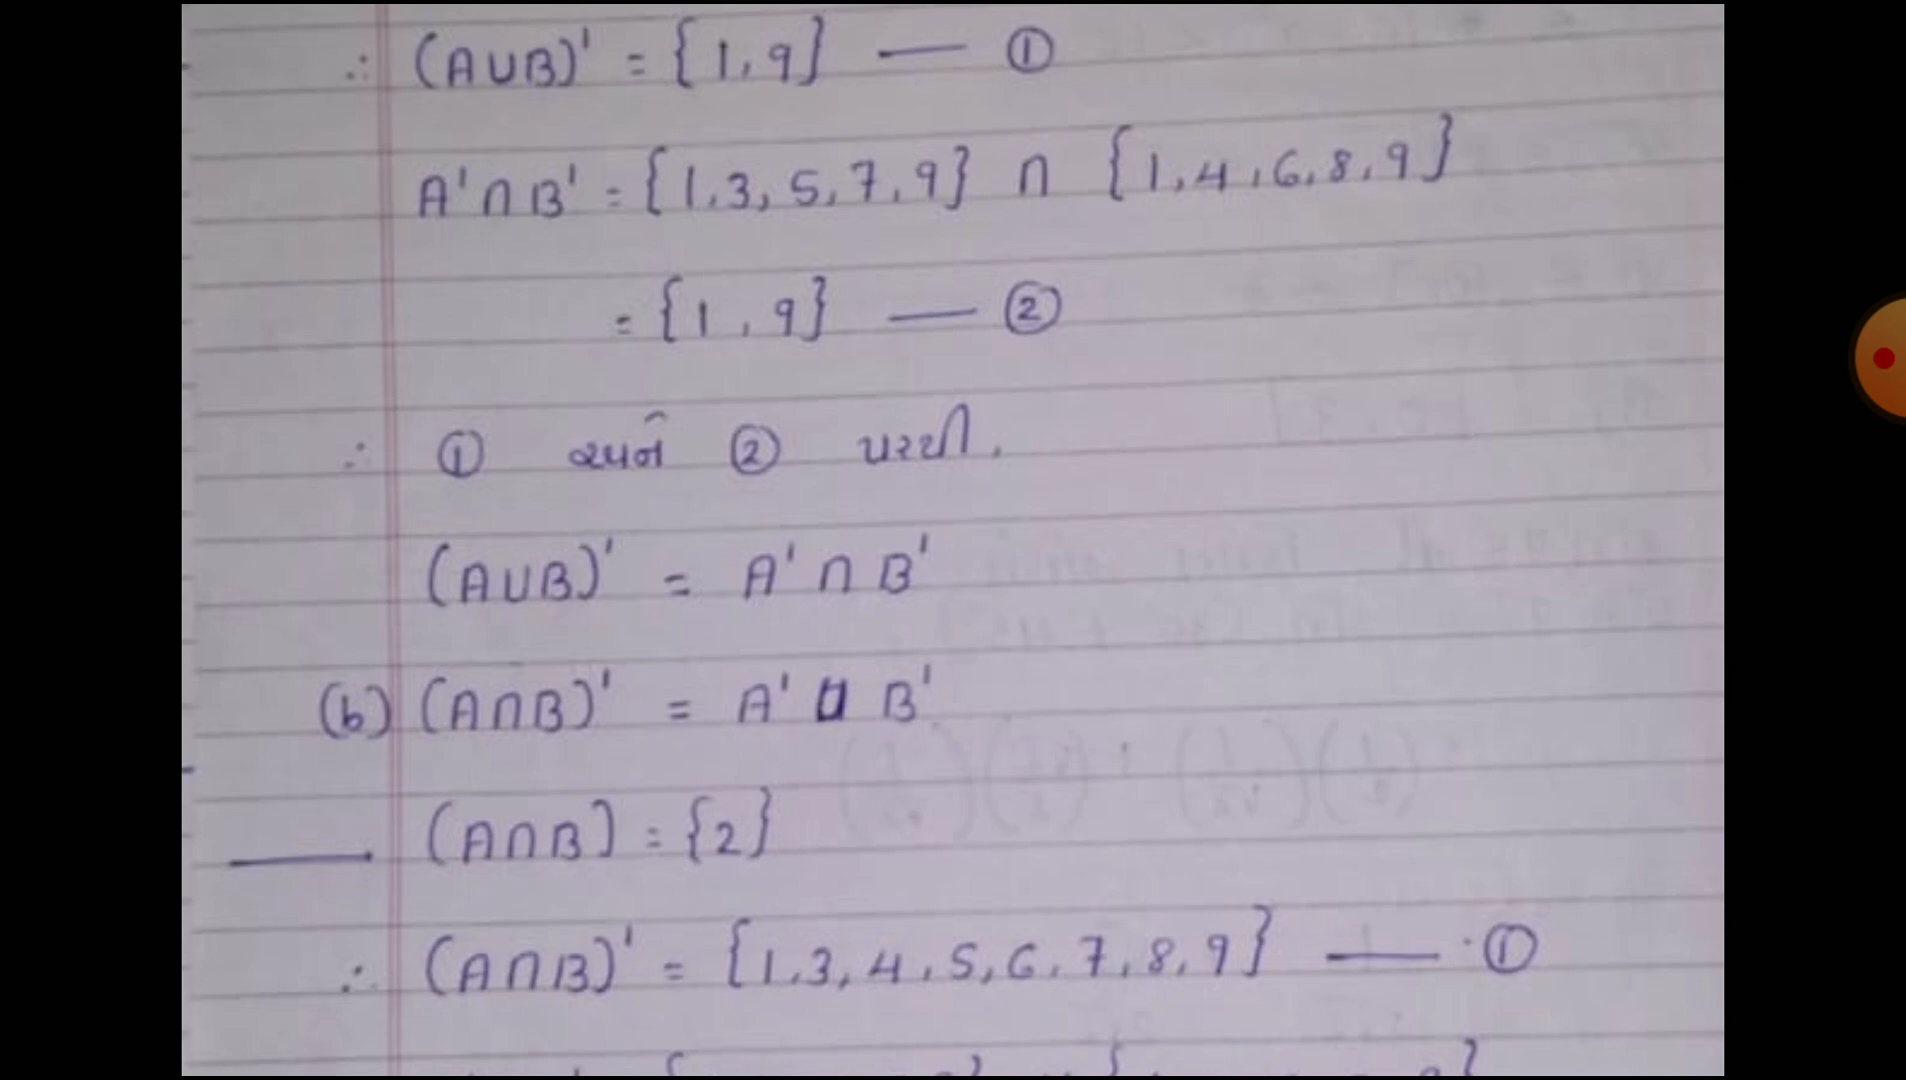 ∴ (A∪B)' = {1, 9} — ①
A'∩B' = {1, 3, 5, 7, 9} ∩ {1, 4, 6, 8, 9}
= {1, 9} — ②
∴ ① અને ② પરથી,
(A∪B)' = A' ∩ B'
(b) (A∩B)' = A' ∪ B'
(A∩B) = {2}
∴ (A∩B)' = {1, 3, 4, 5, 6, 7, 8, 9} — ①